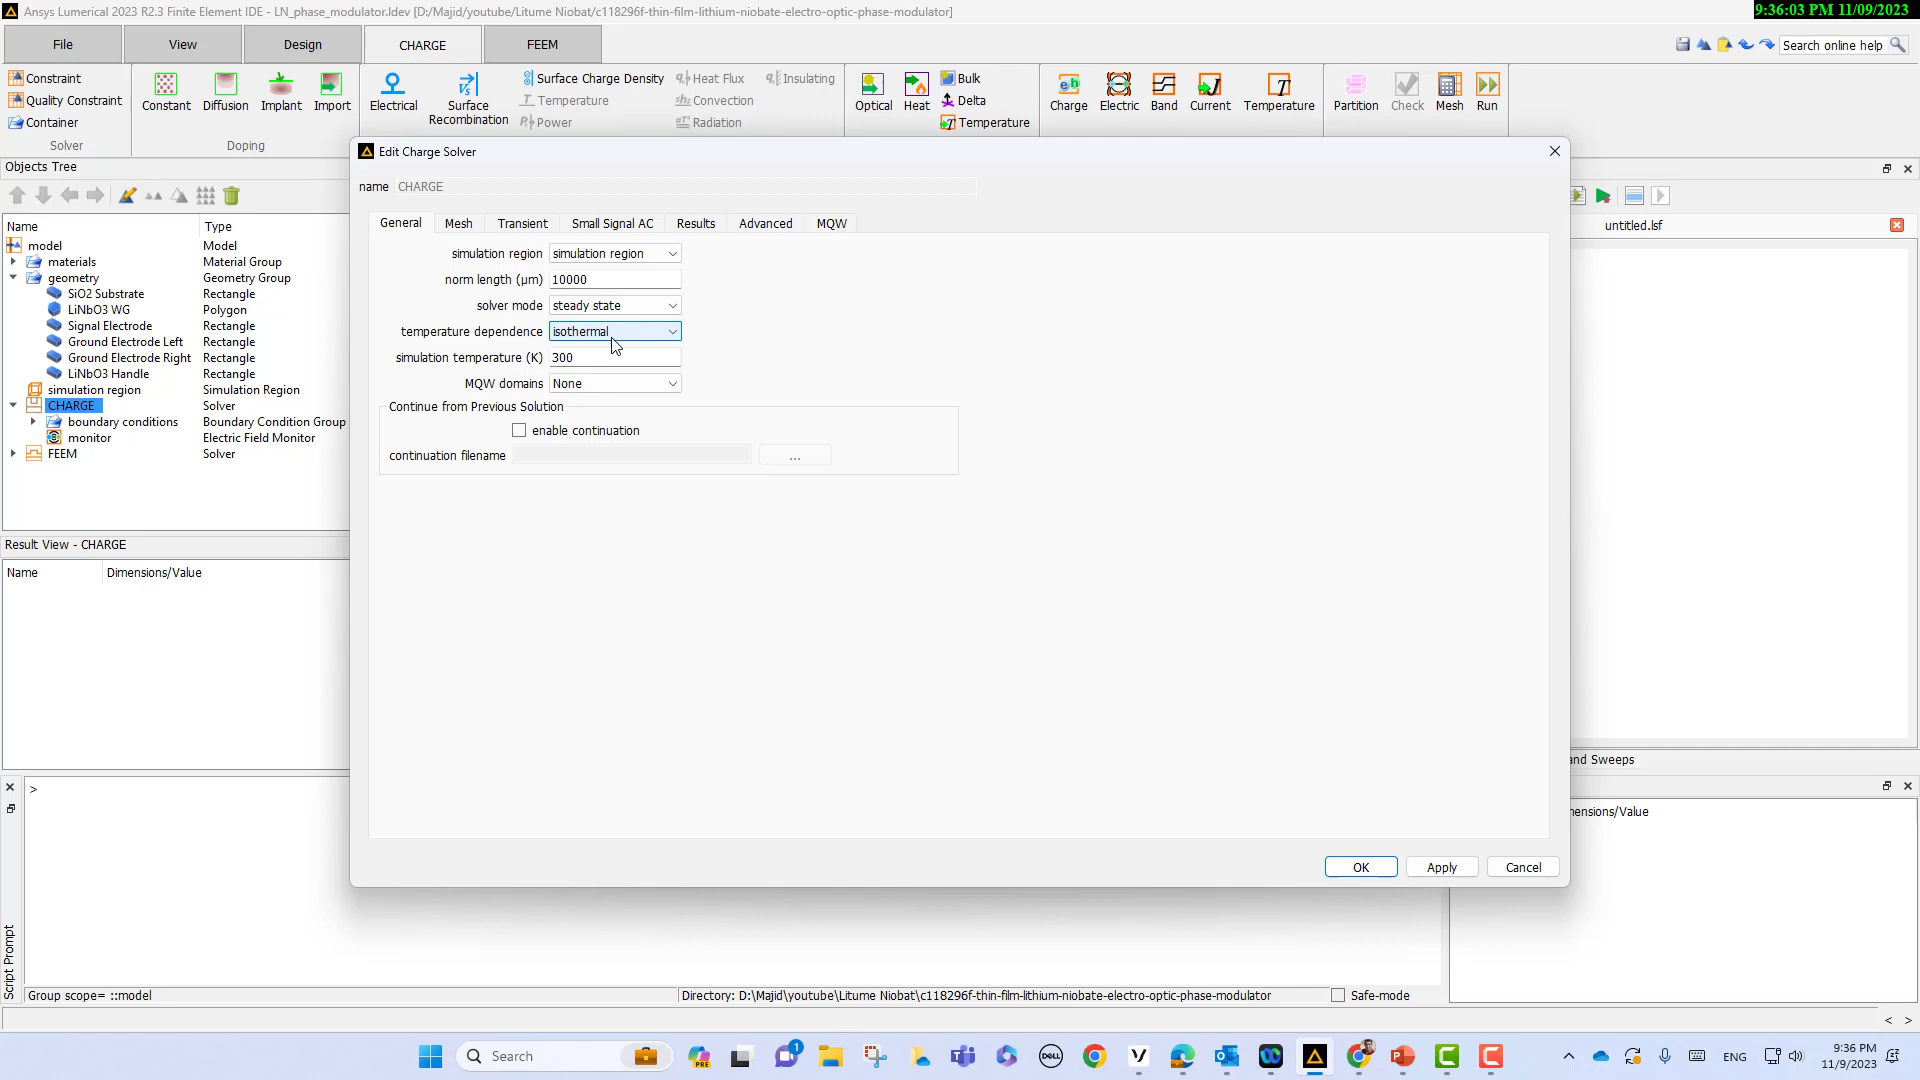 Ansys Lumerical 2023 R2.3 Finite Element IDE - LN_phase_modulator.ldev [D:/Majid/youtube/Litume Niobat/c118296f-thin-film-lithium-niobate-electro-optic-phase-modulator]
9:36:03 PM 11/09/2023
File View Design CHARGE FEEM
Search online help
Constraint
Quality Constraint
Container
Solver
Constant Diffusion Implant Import
Doping
Electrical
Surface Recombination
Surface Charge Density
Temperature
Power
Heat Flux
Convection
Radiation
Insulating
Optical Heat
Bulk
Delta
Temperature
Charge Electric Band Current Temperature
Partition Check Mesh Run
Objects Tree
Name Type
model Model
materials Material Group
geometry Geometry Group
SiO2 Substrate Rectangle
LiNbO3 WG Polygon
Signal Electrode Rectangle
Ground Electrode Left Rectangle
Ground Electrode Right Rectangle
LiNbO3 Handle Rectangle
simulation region Simulation Region
CHARGE Solver
boundary conditions Boundary Condition Group
monitor Electric Field Monitor
FEEM Solver
Result View - CHARGE
Name Dimensions/Value
Edit Charge Solver
name CHARGE
General Mesh Transient Small Signal AC Results Advanced MQW
simulation region simulation region
norm length (µm) 10000
solver mode steady state
temperature dependence isothermal
simulation temperature (K) 300
MQW domains None
Continue from Previous Solution
enable continuation
continuation filename ...
OK Apply Cancel
untitled.lsf
and Sweeps
mensions/Value
>
Script Prompt
Group scope= ::model
Directory: D:\Majid\youtube\Litume Niobat\c118296f-thin-film-lithium-niobate-electro-optic-phase-modulator
Safe-mode
< >
Search
PRE
1
DELL
ENG
9:36 PM
11/9/2023